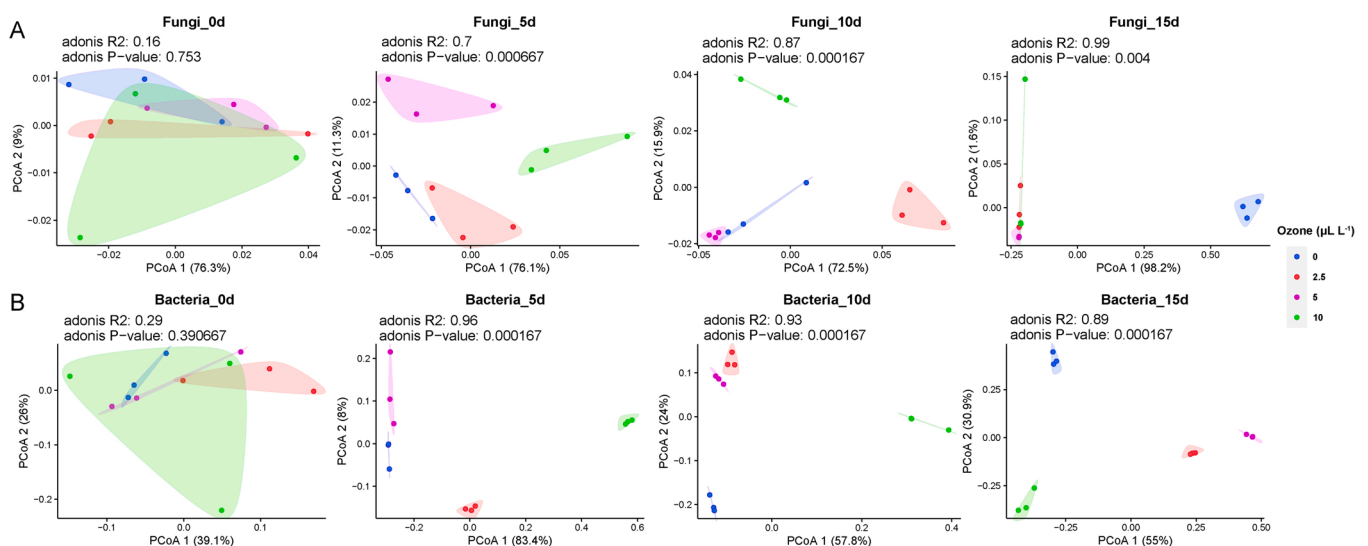 A
Fungi_0d
adonis R2: 0.16
adonis P-value: 0.753
0.01
0.00
−0.01
−0.02
PCoA 2 (9%)
−0.02 0.00 0.02 0.04
PCoA 1 (76.3%)
Fungi_5d
adonis R2: 0.7
adonis P-value: 0.000667
0.02
0.01
0.00
−0.01
−0.02
PCoA 2 (11.3%)
−0.05 0.00 0.05
PCoA 1 (76.1%)
Fungi_10d
adonis R2: 0.87
adonis P-value: 0.000167
0.04
0.02
0.00
−0.02
PCoA 2 (15.9%)
−0.05 0.00 0.05
PCoA 1 (72.5%)
Fungi_15d
adonis R2: 0.99
adonis P-value: 0.004
0.15
0.10
0.05
0.00
PCoA 2 (1.6%)
−0.25 0.00 0.25 0.50 0.75
PCoA 1 (98.2%)
Ozone (µL L⁻¹)
0
2.5
5
10
B
Bacteria_0d
adonis R2: 0.29
adonis P-value: 0.390667
0.0
−0.1
−0.2
PCoA 2 (26%)
−0.1 0.0 0.1
PCoA 1 (39.1%)
Bacteria_5d
adonis R2: 0.96
adonis P-value: 0.000167
0.2
0.1
0.0
−0.1
PCoA 2 (8%)
−0.3 0.0 0.3 0.6
PCoA 1 (83.4%)
Bacteria_10d
adonis R2: 0.93
adonis P-value: 0.000167
0.1
0.0
−0.1
−0.2
PCoA 2 (24%)
0.0 0.2 0.4
PCoA 1 (57.8%)
Bacteria_15d
adonis R2: 0.89
adonis P-value: 0.000167
0.25
0.00
−0.25
PCoA 2 (30.9%)
−0.25 0.00 0.25 0.50
PCoA 1 (55%)